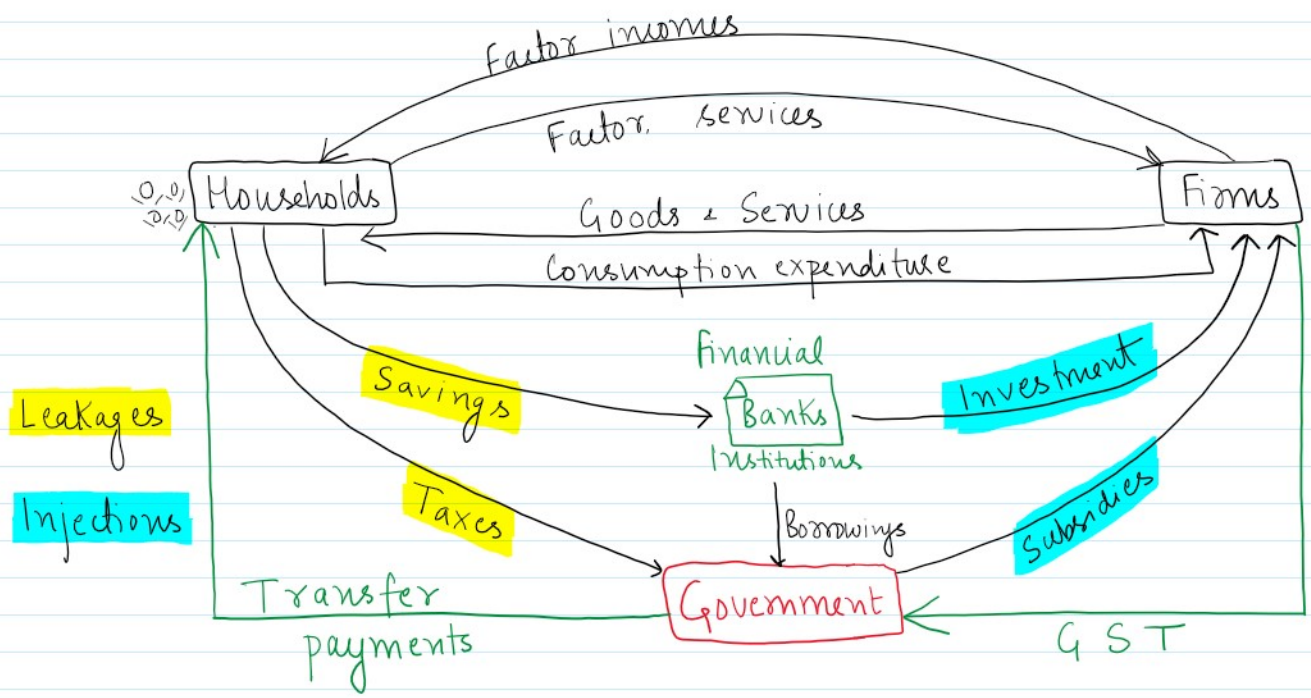 Factor incomes
Factor services
Households
Firms
Goods & Services
Consumption expenditure
Financial
Banks
Institutions
Savings
Investment
Leakages
Taxes
Injections
Borrowings
Subsidies
Transfer
payments
Government
G S T